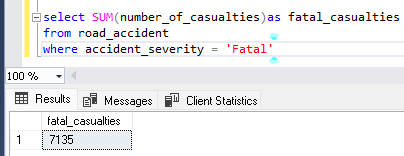 select SUM(number_of_casualties)as fatal_casualties
from road_accident
where accident_severity = 'Fatal'
100 %
Results Messages Client Statistics
fatal_casualties
1 7135